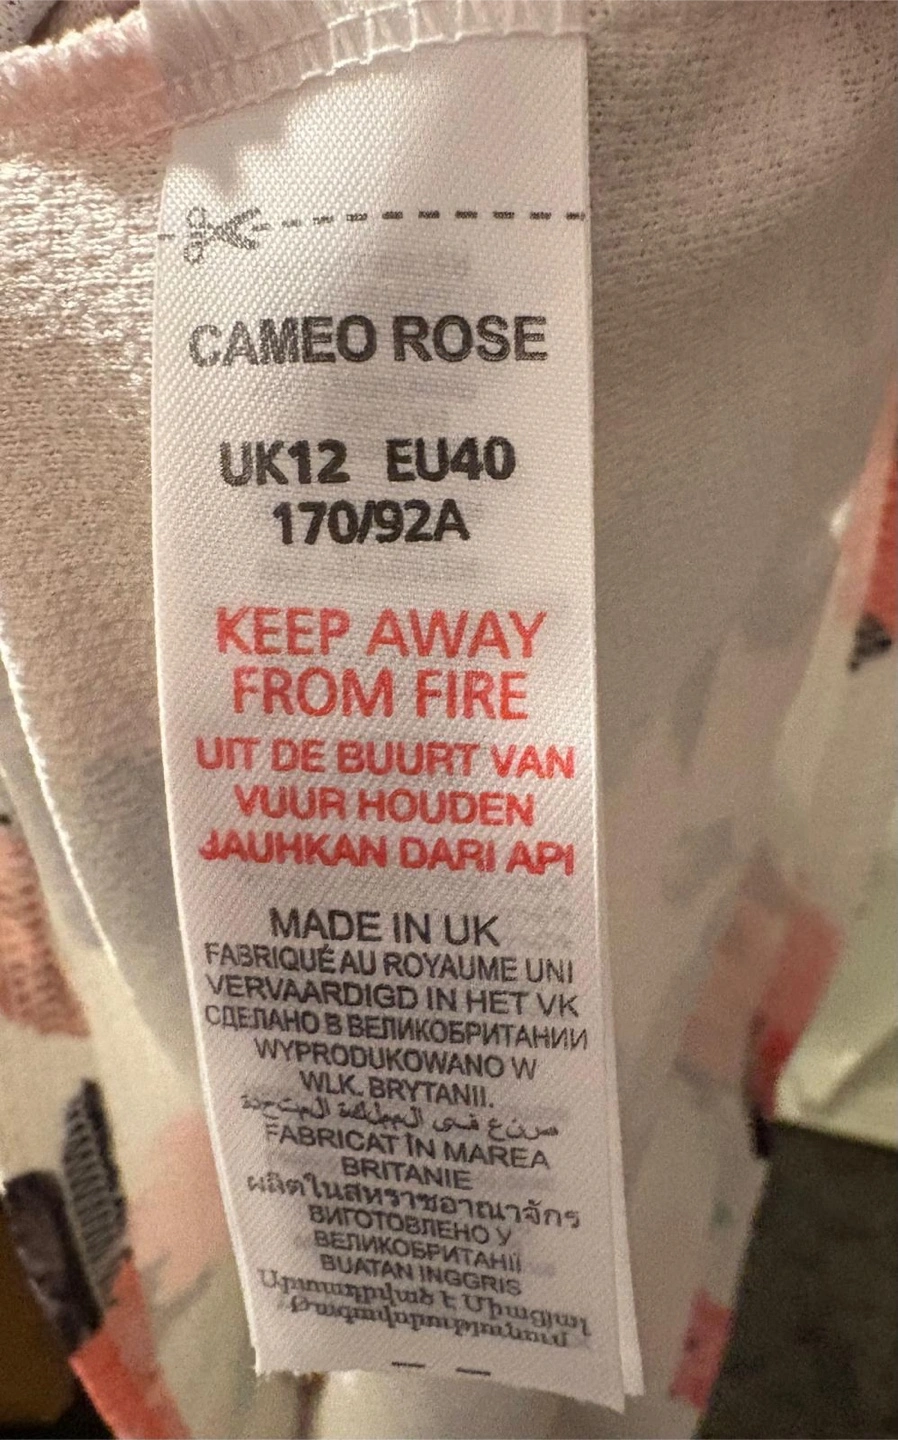 CAMEO ROSE
UK12 EU40
170/92A
KEEP AWAY
FROM FIRE
UIT DE BUURT VAN
VUUR HOUDEN
JAUHKAN DARI API
MADE IN UK
FABRIQUÉ AU ROYAUME UNI
VERVAARDIGD IN HET VK
СДЕЛАНО В ВЕЛИКОБРИТАНИИ
WYPRODUKOWANO W
WLK. BRYTANII.
صنع في المملكة المتحدة
FABRICAT ÎN MAREA
BRITANIE
ผลิตในสหราชอาณาจักร
ВИГОТОВЛЕНО У
ВЕЛИКОБРИТАНІЇ
BUATAN INGGRIS
Արտադրված է Միացյալ
Թագավորությունում